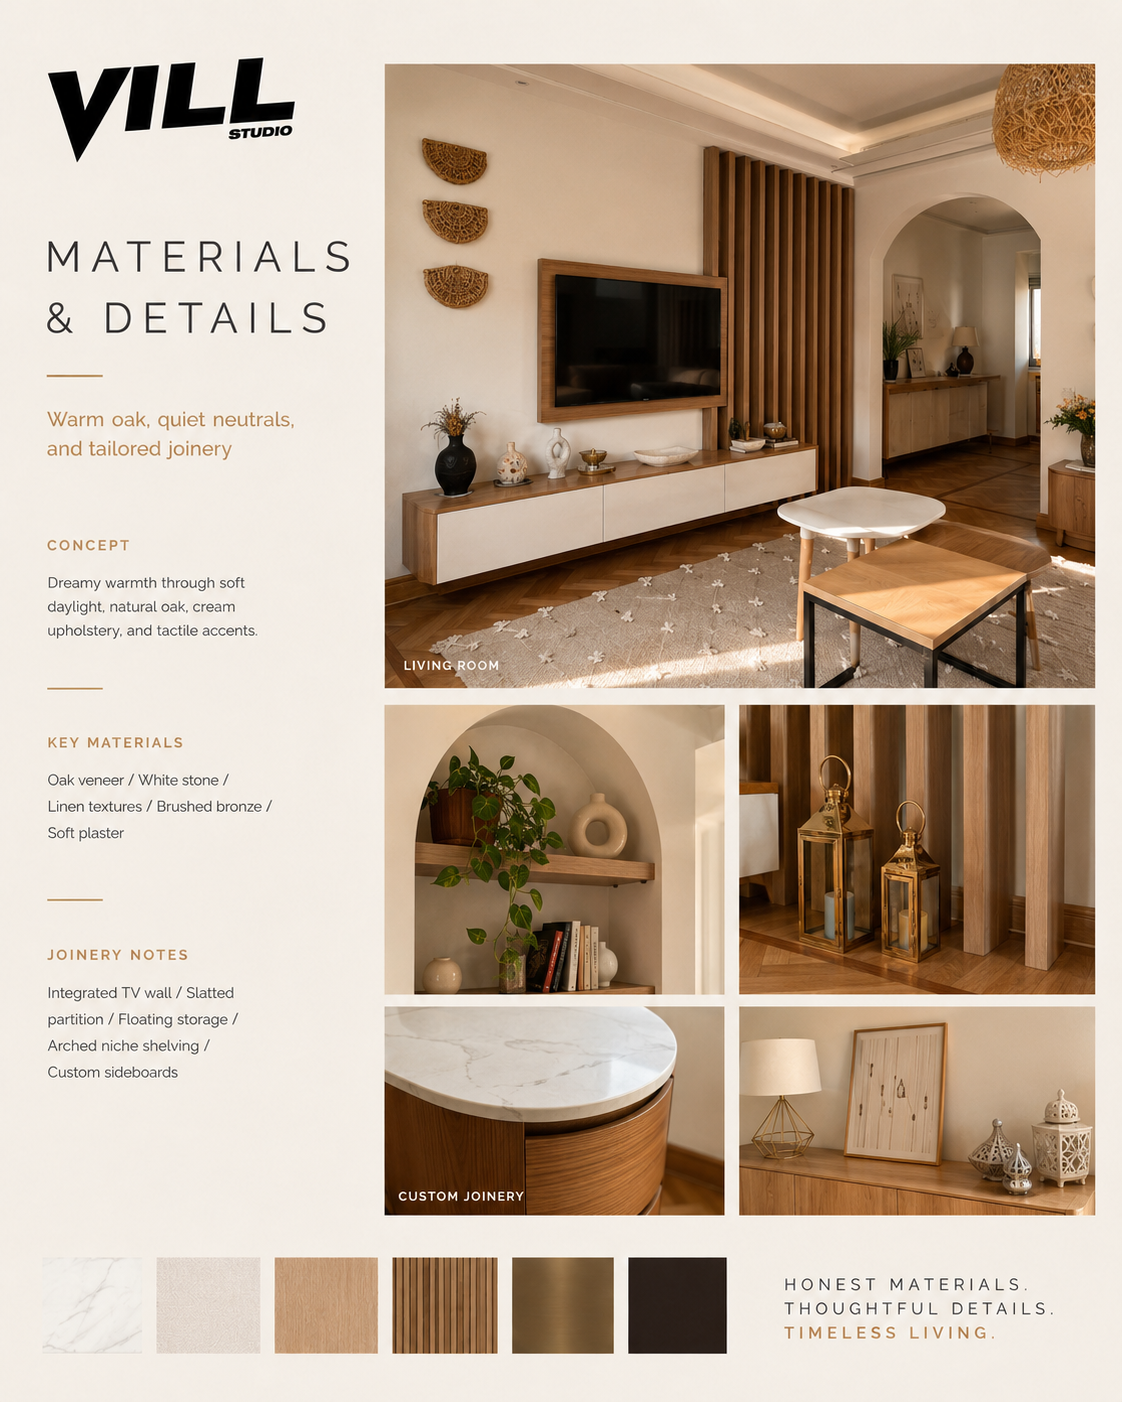 VILL
STUDIO
MATERIALS
& DETAILS
Warm oak, quiet neutrals,
and tailored joinery
CONCEPT
Dreamy warmth through soft
daylight, natural oak, cream
upholstery, and tactile accents.
KEY MATERIALS
Oak veneer / White stone /
Linen textures / Brushed bronze /
Soft plaster
JOINERY NOTES
Integrated TV wall / Slatted
partition / Floating storage /
Arched niche shelving /
Custom sideboards
LIVING ROOM
CUSTOM JOINERY
HONEST MATERIALS.
THOUGHTFUL DETAILS.
TIMELESS LIVING.